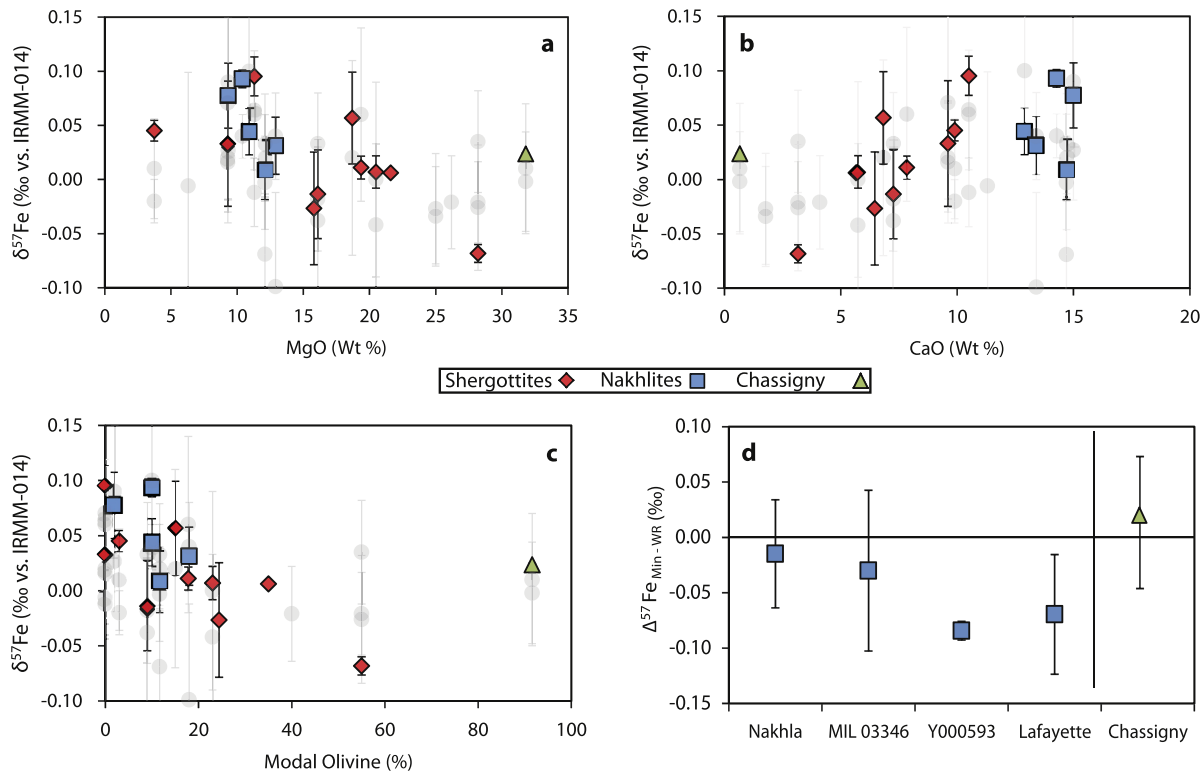 a
δ57Fe (‰ vs. IRMM-014)
0.15
0.10
0.05
0.00
-0.05
-0.10
0 5 10 15 20 25 30 35
MgO (Wt %)
b
δ57Fe (‰ vs. IRMM-014)
0.15
0.10
0.05
0.00
-0.05
-0.10
0 5 10 15 20
CaO (Wt %)
Shergottites Nakhlites Chassigny
c
δ57Fe (‰ vs. IRMM-014)
0.15
0.10
0.05
0.00
-0.05
-0.10
0 20 40 60 80 100
Modal Olivine (%)
d
Δ57Fe Min - WR (‰)
0.10
0.05
0.00
-0.05
-0.10
-0.15
Nakhla MIL 03346 Y000593 Lafayette Chassigny